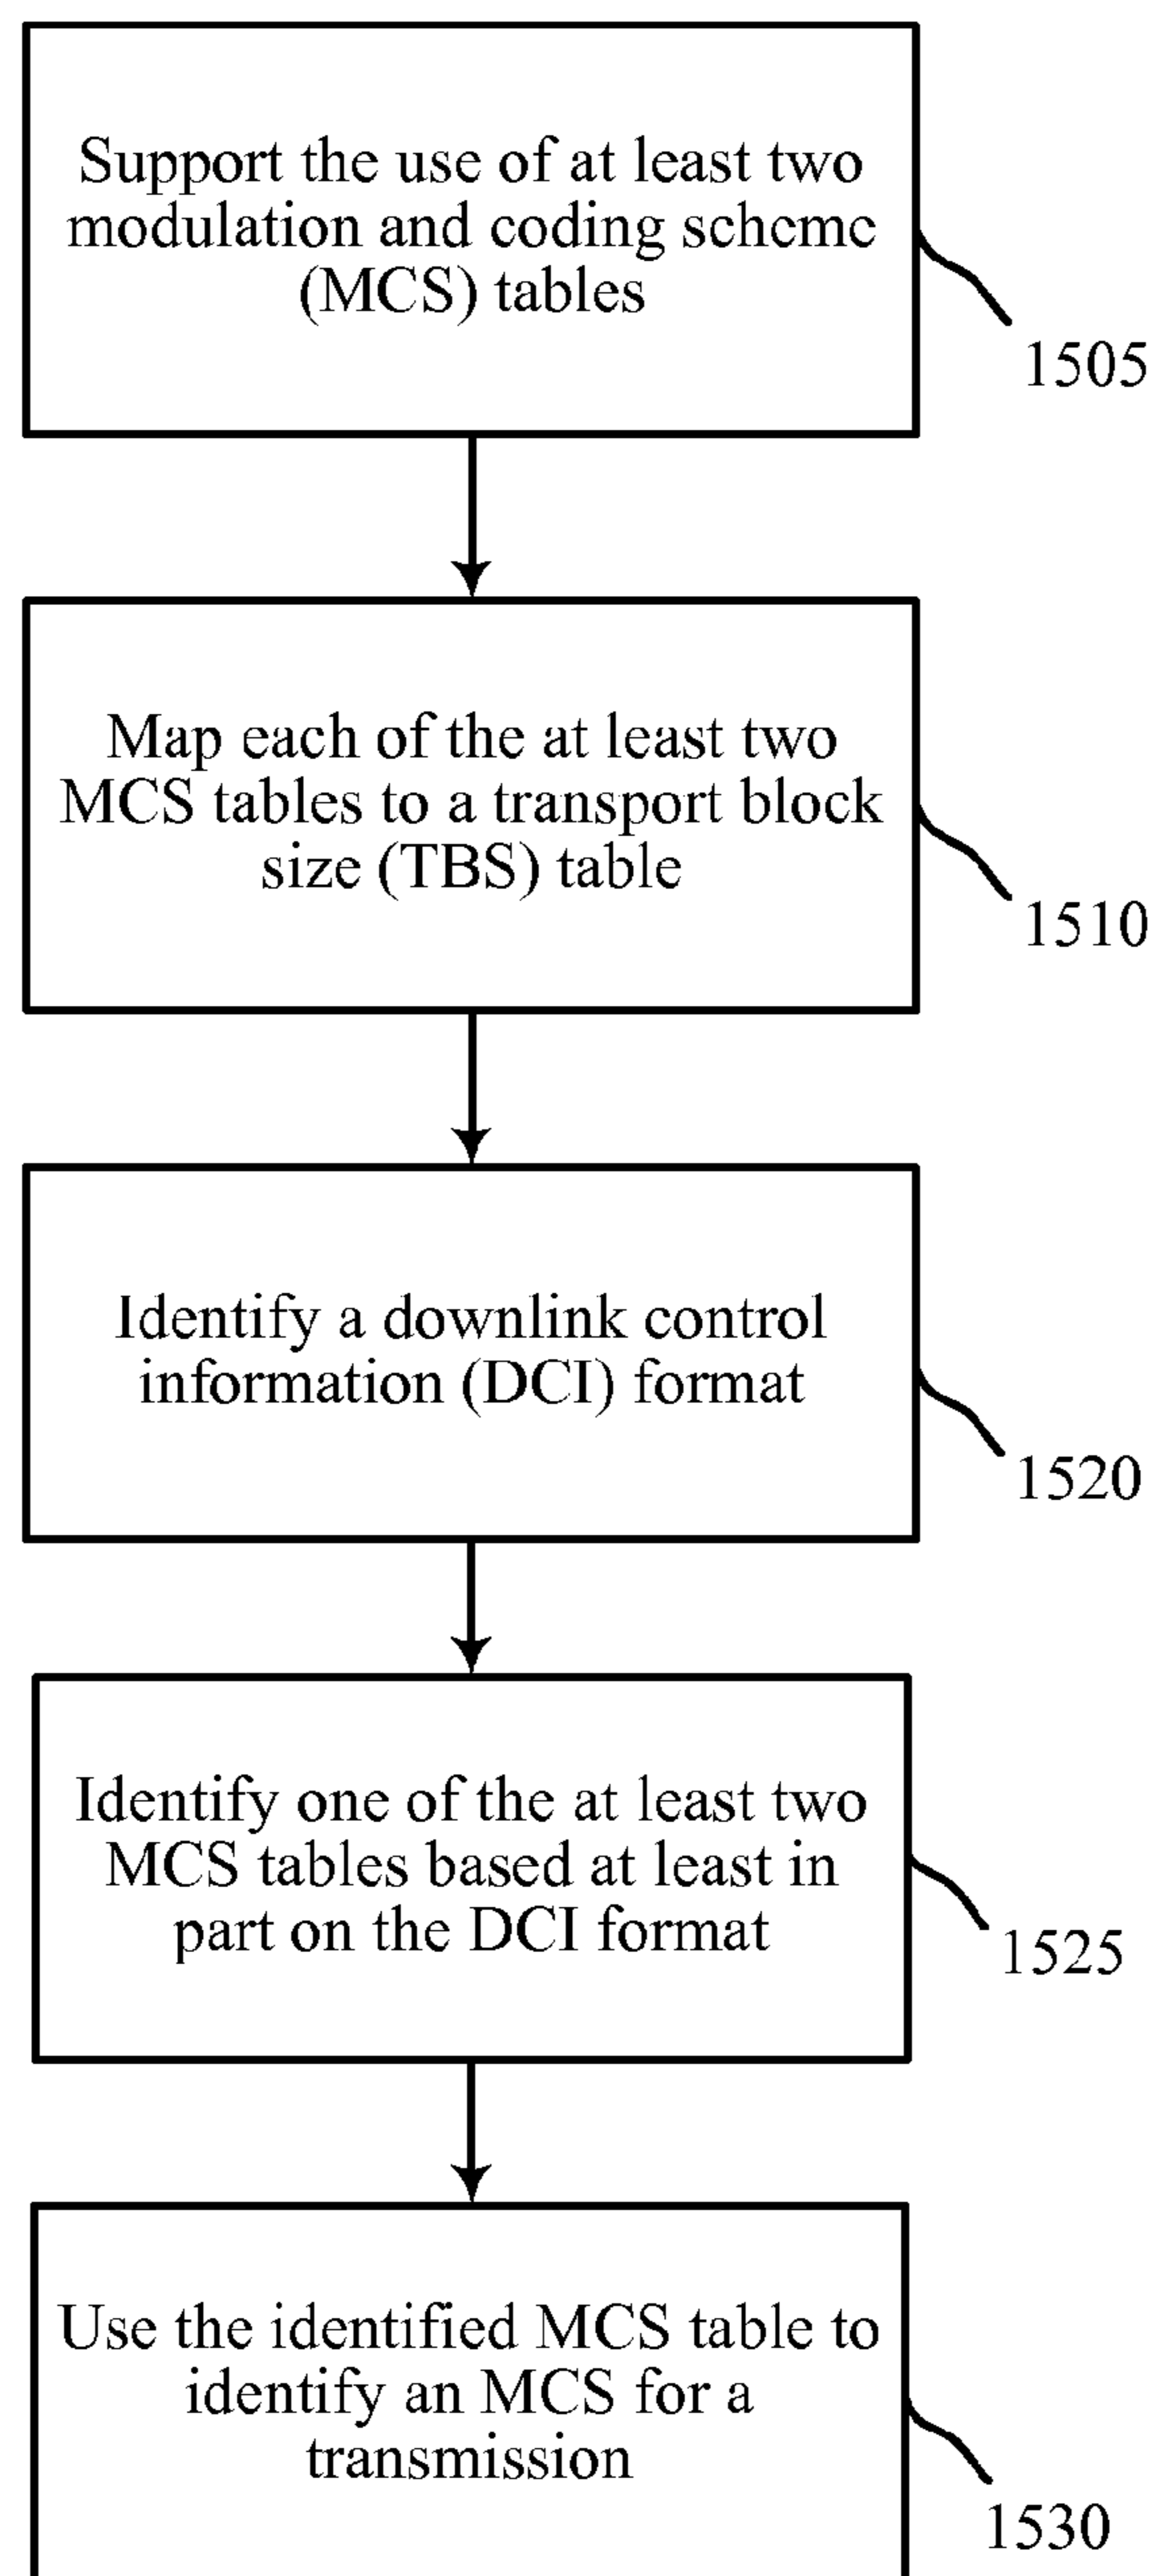 Support the use of at least two
modulation and coding scheme
(MCS) tables
1505
Map each of the at least two
MCS tables to a transport block
size (TBS) table
1510
Identify a downlink control
information (DCI) format
1520
Identify one of the at least two
MCS tables based at least in
part on the DCI format
1525
Use the identified MCS table to
identify an MCS for a
transmission
1530